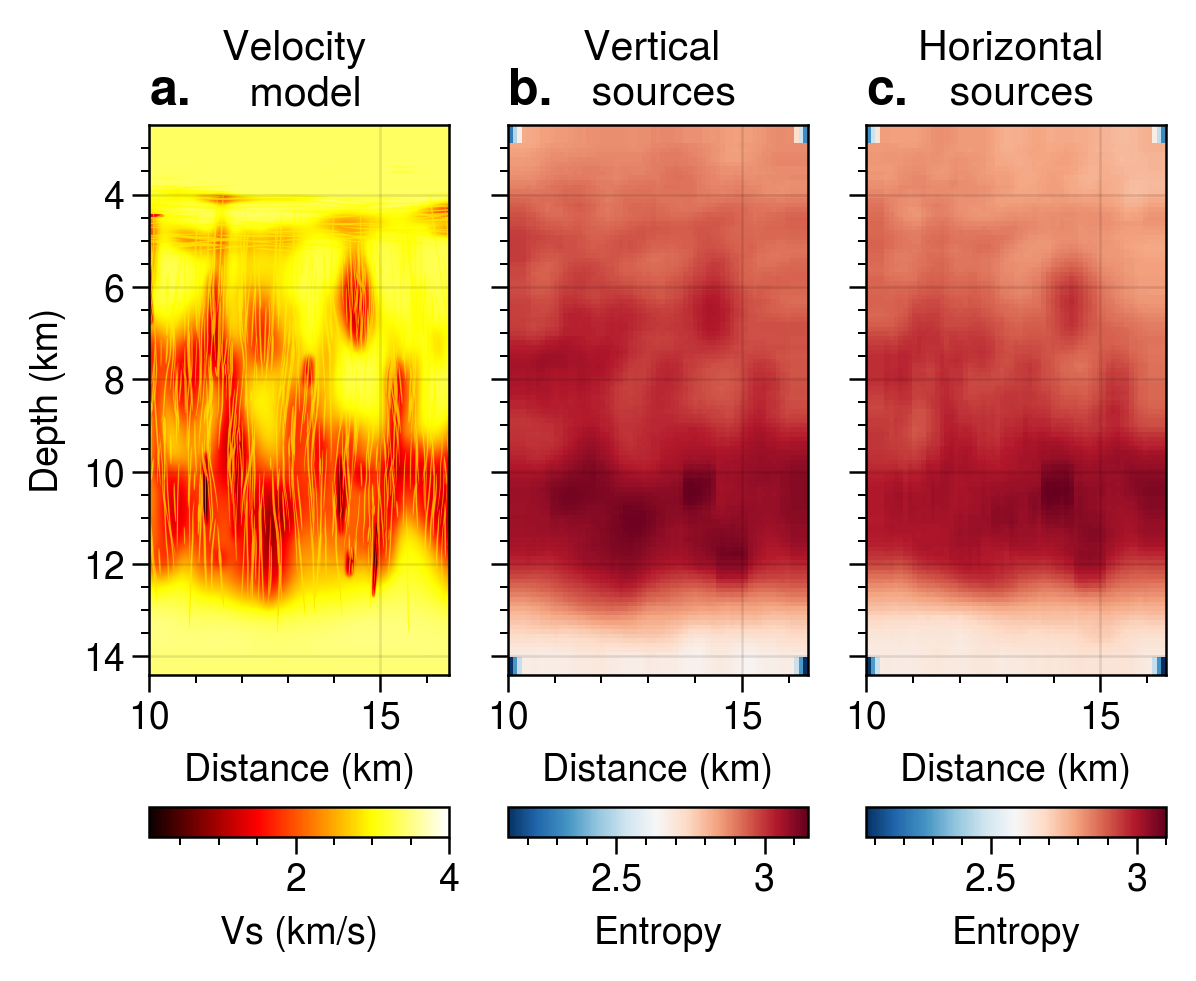 Velocity
a. model
Vertical
b. sources
Horizontal
c. sources
Depth (km)
4
6
8
10
12
14
10 15
10 15
10 15
Distance (km)
Distance (km)
Distance (km)
2 4
2.5 3
2.5 3
Vs (km/s)
Entropy
Entropy